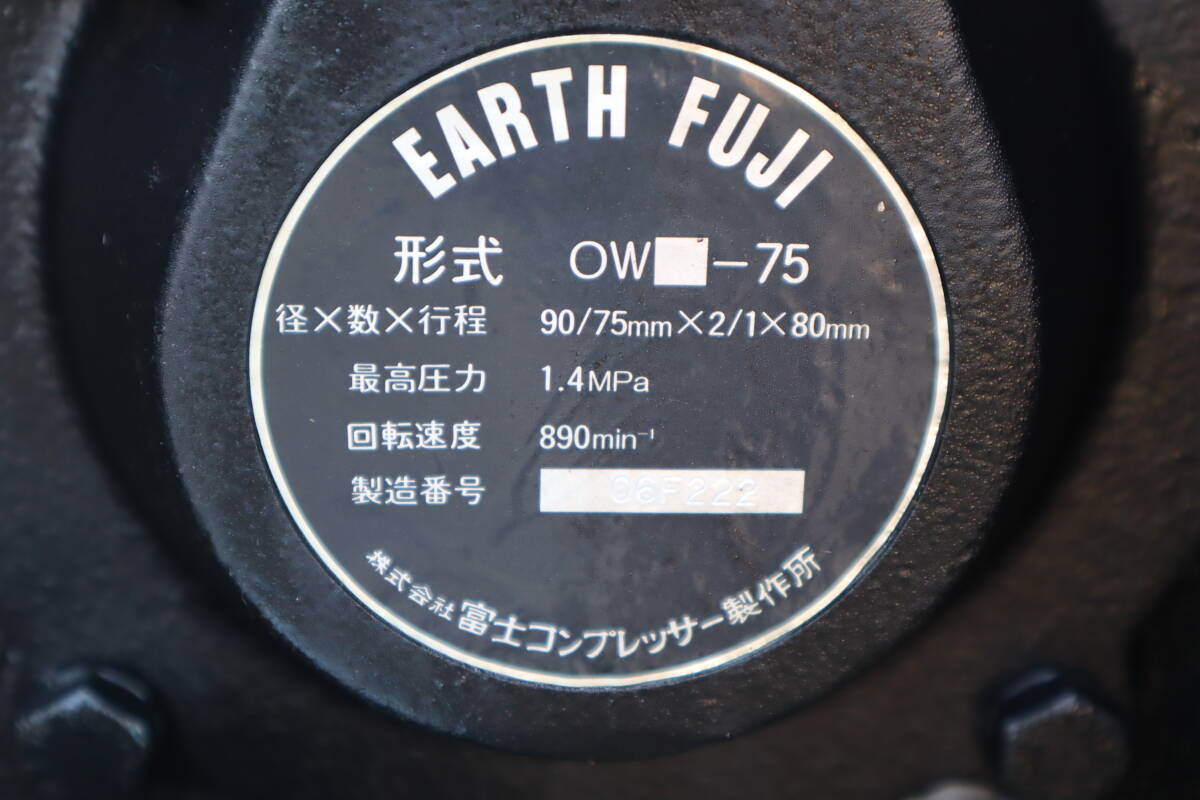 EARTH FUJI
形式 OW -75
径×数×行程 90/75mm×2/1×80mm
最高圧力 1.4MPa
回転速度 890min⁻¹
製造番号 96F222
株式会社富士コンプレッサー製作所